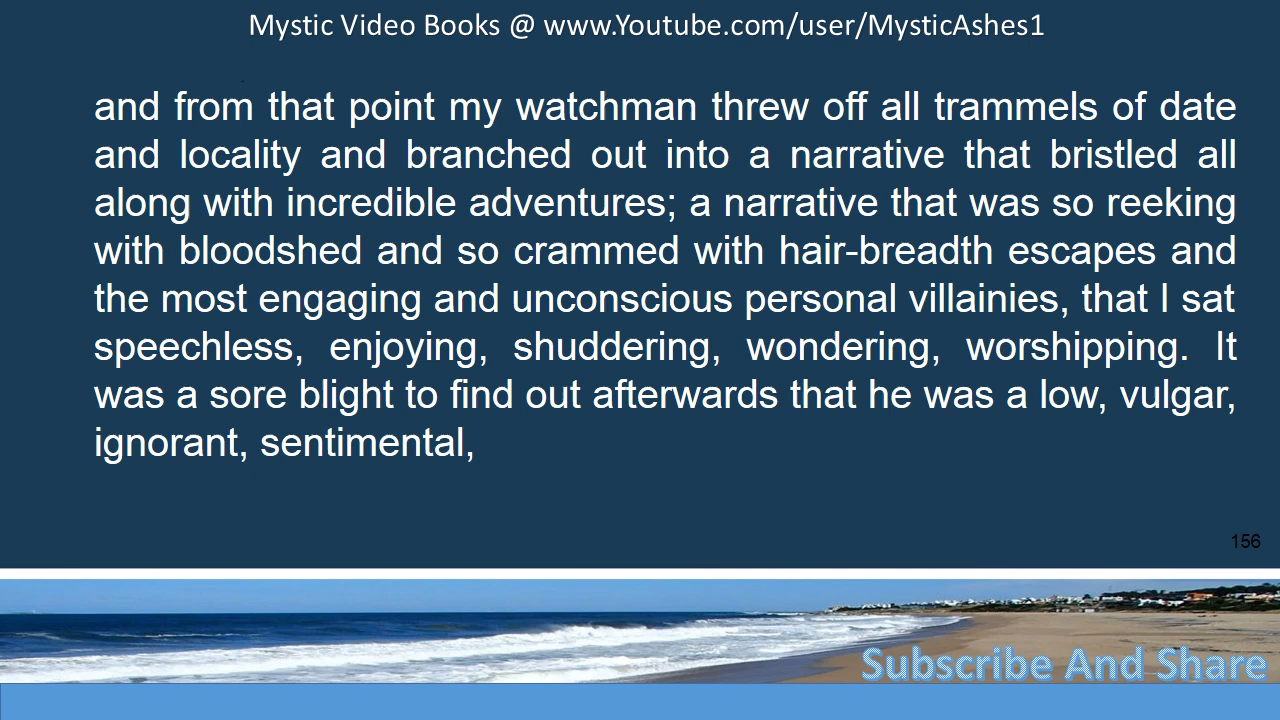 Mystic Video Books @ www.Youtube.com/user/MysticAshes1
and from that point my watchman threw off all trammels of date
and locality and branched out into a narrative that bristled all
along with incredible adventures; a narrative that was so reeking
with bloodshed and so crammed with hair-breadth escapes and
the most engaging and unconscious personal villainies, that I sat
speechless, enjoying, shuddering, wondering, worshipping. It
was a sore blight to find out afterwards that he was a low, vulgar,
ignorant, sentimental,
156
Subscribe And Share